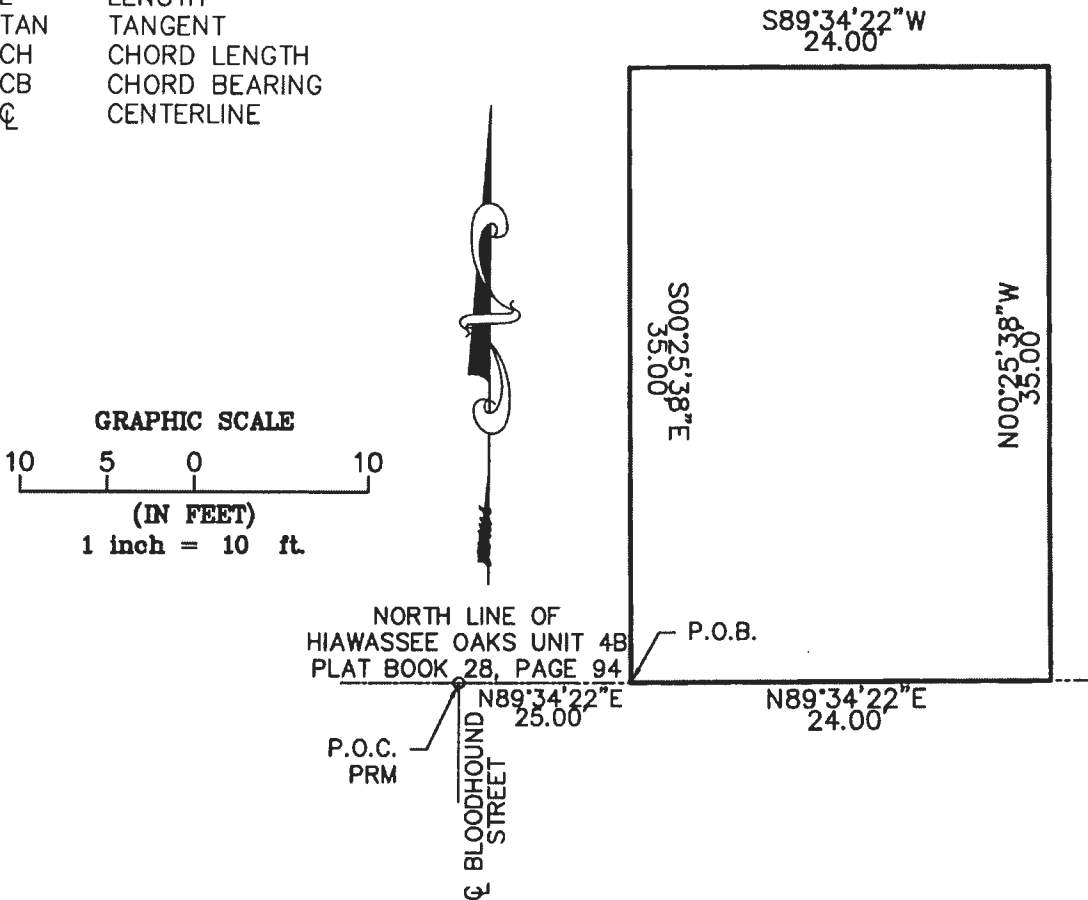 LENGTH
TAN TANGENT
CH CHORD LENGTH
CB CHORD BEARING
℄ CENTERLINE
S89°34'22"W
24.00'
S00°25'38"E
35.00'
N00°25'38"W
35.00'
GRAPHIC SCALE
10 5 0 10
(IN FEET)
1 inch = 10 ft.
NORTH LINE OF
HIAWASSEE OAKS UNIT 4B
PLAT BOOK 28, PAGE 94
P.O.B.
N89°34'22"E
25.00'
N89°34'22"E
24.00'
P.O.C.
PRM
℄ BLOODHOUND
STREET